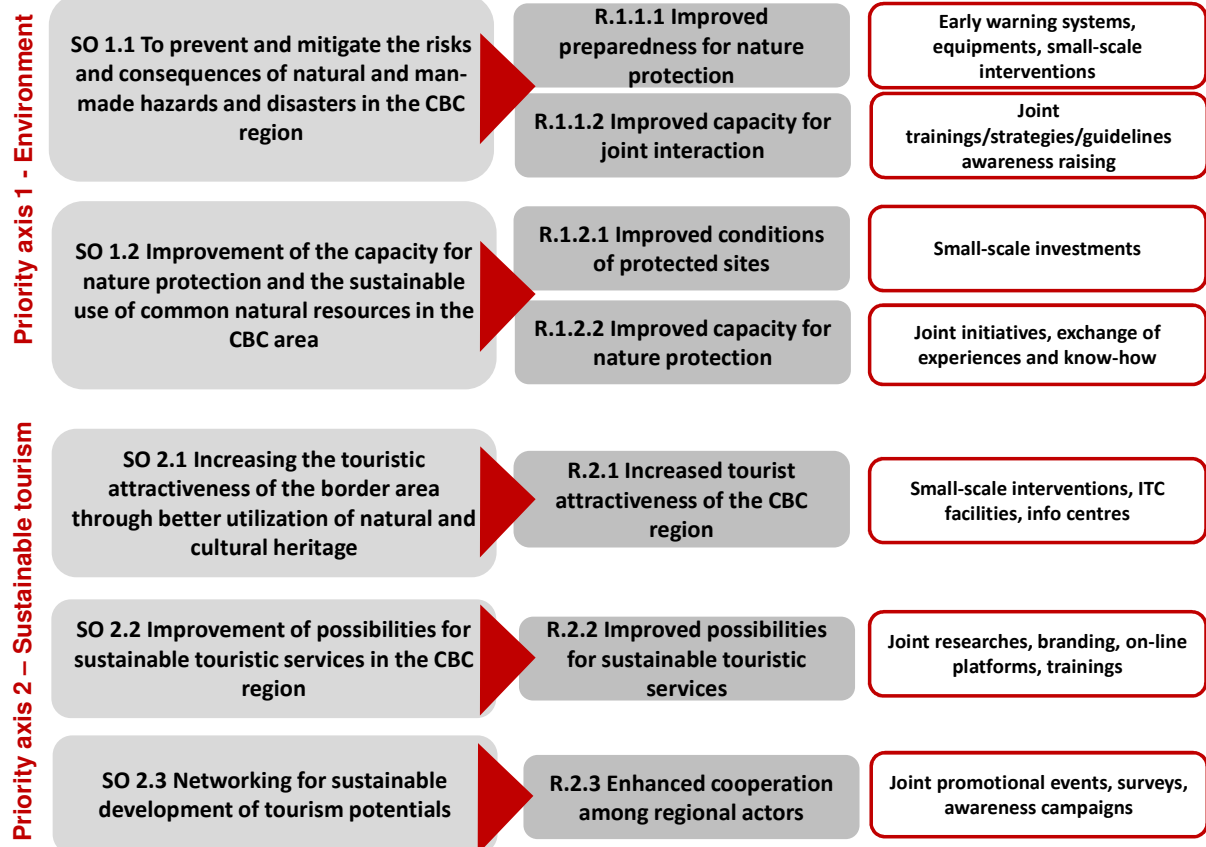 Priority axis 1 - Environment
SO 1.1 To prevent and mitigate the risks
and consequences of natural and man-
made hazards and disasters in the CBC
region
R.1.1.1 Improved
preparedness for nature
protection
Early warning systems,
equipments, small-scale
interventions
R.1.1.2 Improved capacity for
joint interaction
Joint
trainings/strategies/guidelines
awareness raising
SO 1.2 Improvement of the capacity for
nature protection and the sustainable
use of common natural resources in the
CBC area
R.1.2.1 Improved conditions
of protected sites
Small-scale investments
R.1.2.2 Improved capacity for
nature protection
Joint initiatives, exchange of
experiences and know-how
Priority axis 2 – Sustainable tourism
SO 2.1 Increasing the touristic
attractiveness of the border area
through better utilization of natural and
cultural heritage
R.2.1 Increased tourist
attractiveness of the CBC
region
Small-scale interventions, ITC
facilities, info centres
SO 2.2 Improvement of possibilities for
sustainable touristic services in the CBC
region
R.2.2 Improved possibilities
for sustainable touristic
services
Joint researches, branding, on-line
platforms, trainings
SO 2.3 Networking for sustainable
development of tourism potentials
R.2.3 Enhanced cooperation
among regional actors
Joint promotional events, surveys,
awareness campaigns